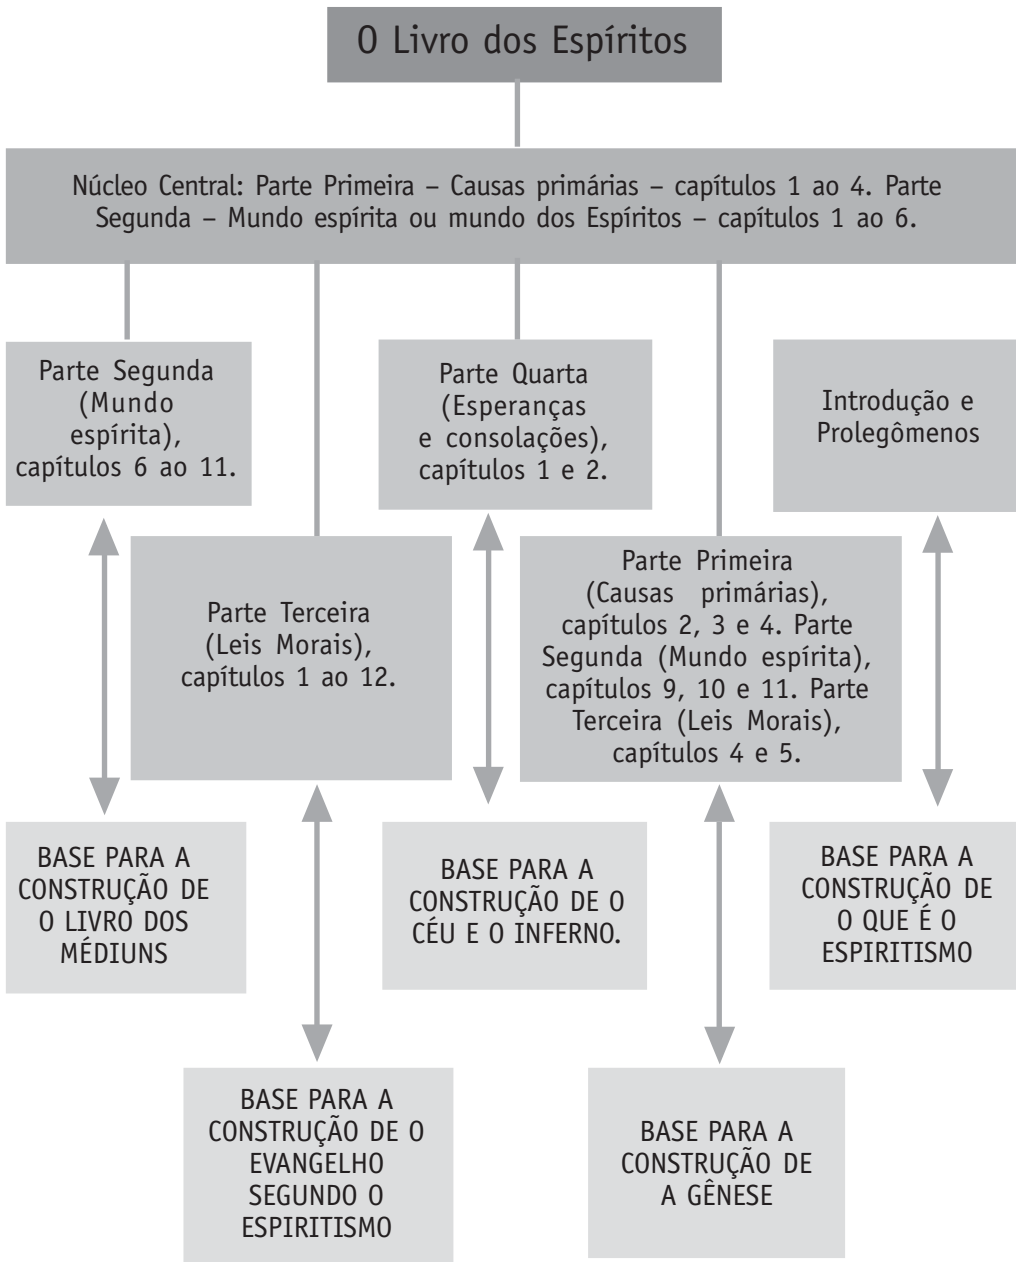 O Livro dos Espíritos
Núcleo Central: Parte Primeira – Causas primárias – capítulos 1 ao 4. Parte
Segunda – Mundo espírita ou mundo dos Espíritos – capítulos 1 ao 6.
Parte Segunda
(Mundo
espírita),
capítulos 6 ao 11.
Parte Quarta
(Esperanças
e consolações),
capítulos 1 e 2.
Introdução e
Prolegômenos
Parte Terceira
(Leis Morais),
capítulos 1 ao 12.
Parte Primeira
(Causas primárias),
capítulos 2, 3 e 4. Parte
Segunda (Mundo espírita),
capítulos 9, 10 e 11. Parte
Terceira (Leis Morais),
capítulos 4 e 5.
BASE PARA A
CONSTRUÇÃO DE
O LIVRO DOS
MÉDIUNS
BASE PARA A
CONSTRUÇÃO DE O
CÉU E O INFERNO.
BASE PARA A
CONSTRUÇÃO DE
O QUE É O
ESPIRITISMO
BASE PARA A
CONSTRUÇÃO DE O
EVANGELHO
SEGUNDO O
ESPIRITISMO
BASE PARA A
CONSTRUÇÃO DE
A GÊNESE